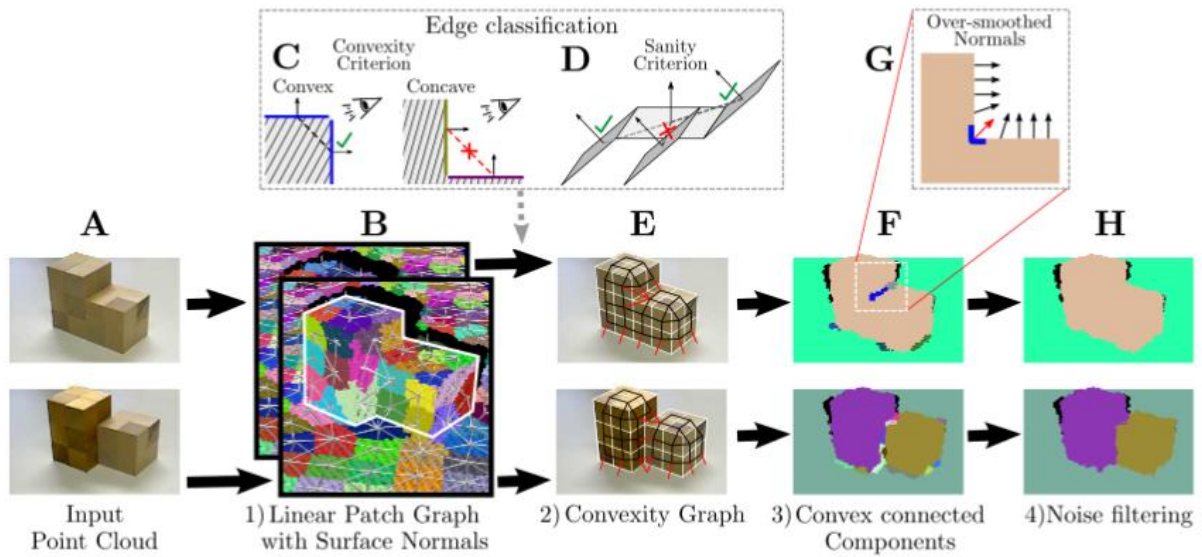 Edge classification
C
Convexity
Criterion
Convex
Concave
D
Sanity
Criterion
G
Over-smoothed
Normals
A
B
E
F
H
Input
Point Cloud
1) Linear Patch Graph
with Surface Normals
2) Convexity Graph
3) Convex connected
Components
4) Noise filtering